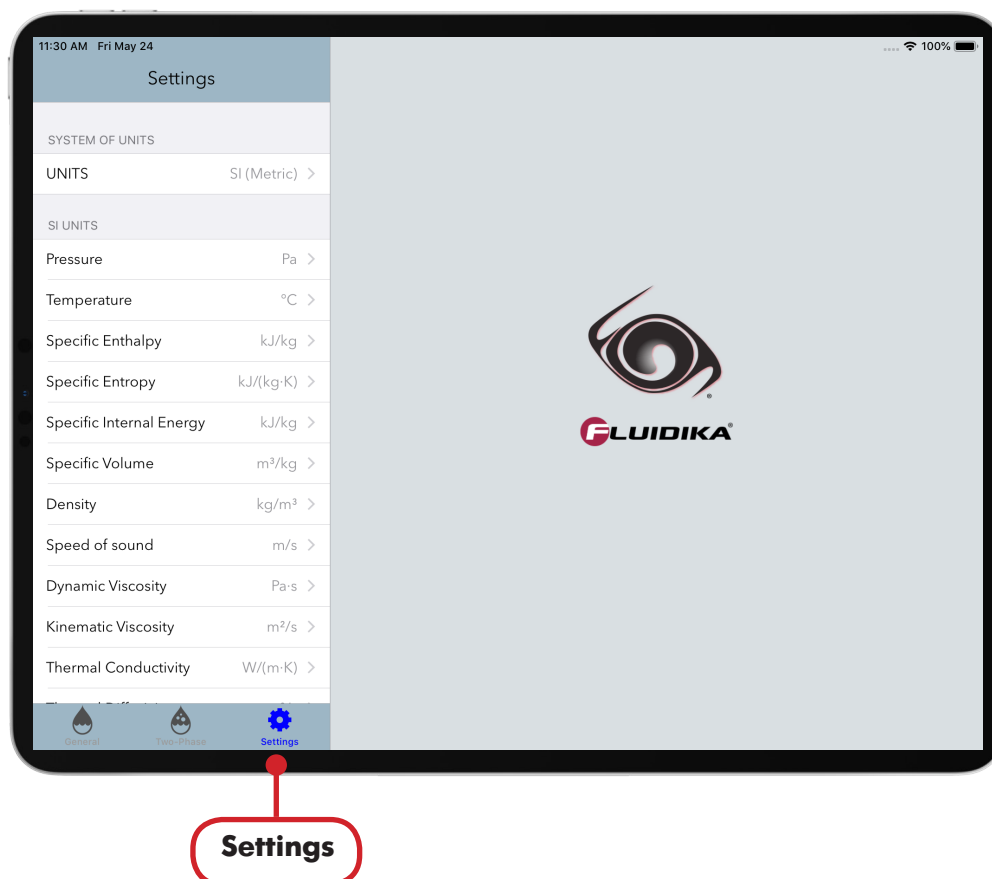 11:30 AM Fri May 24
100%
Settings
SYSTEM OF UNITS
UNITS SI (Metric)
SI UNITS
Pressure Pa
Temperature °C
Specific Enthalpy kJ/kg
Specific Entropy kJ/(kg·K)
Specific Internal Energy kJ/kg
Specific Volume m³/kg
Density kg/m³
Speed of sound m/s
Dynamic Viscosity Pa·s
Kinematic Viscosity m²/s
Thermal Conductivity W/(m·K)
General Two-Phase Settings
FLUIDIKA®
Settings